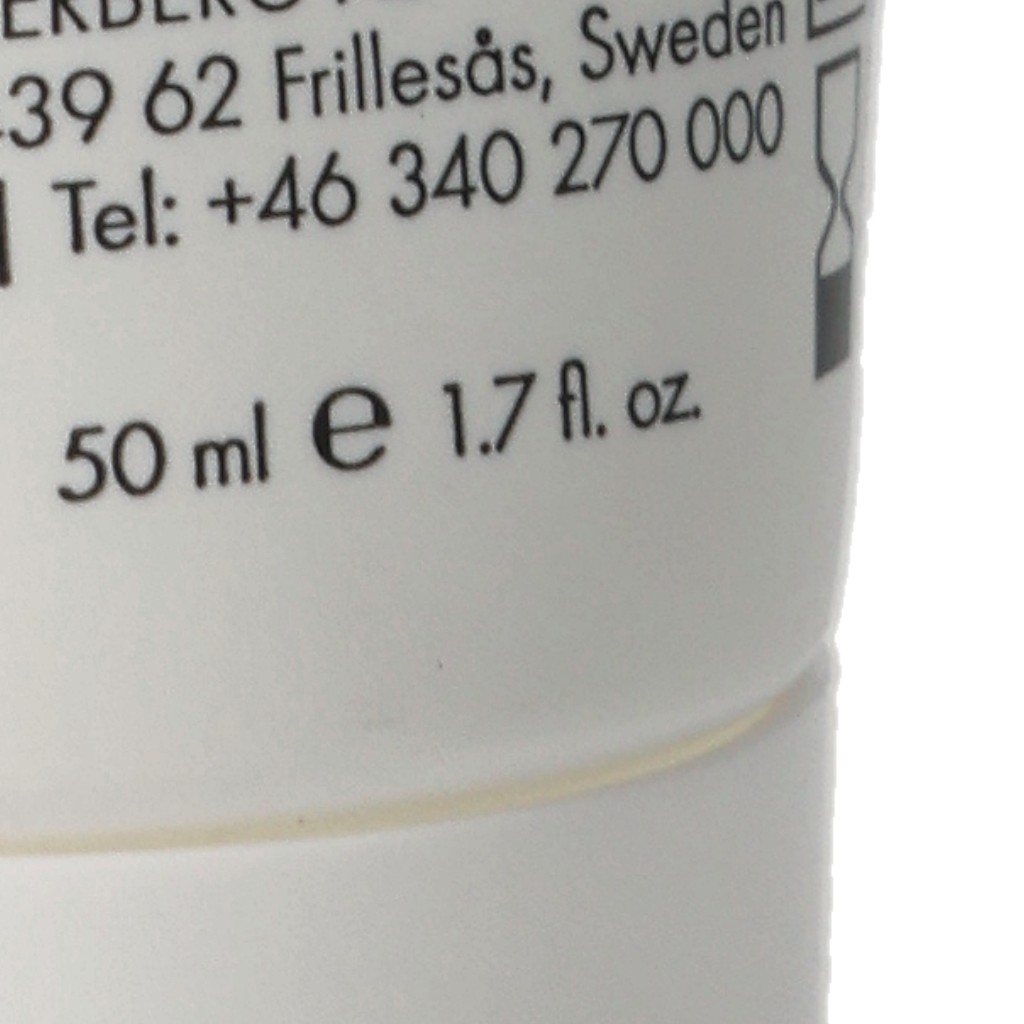 39 62 Frillesås, Sweden
Tel: +46 340 270 000
50 ml e 1.7 fl. oz.